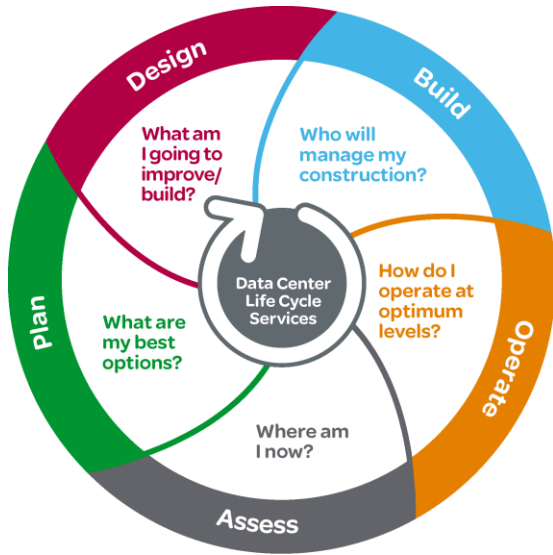 Design
What am
I going to
improve/
build?
Build
Who will
manage my
construction?
Operate
How do I
operate at
optimum
levels?
Assess
Where am
I now?
Plan
What are
my best
options?
Data Center
Life Cycle
Services